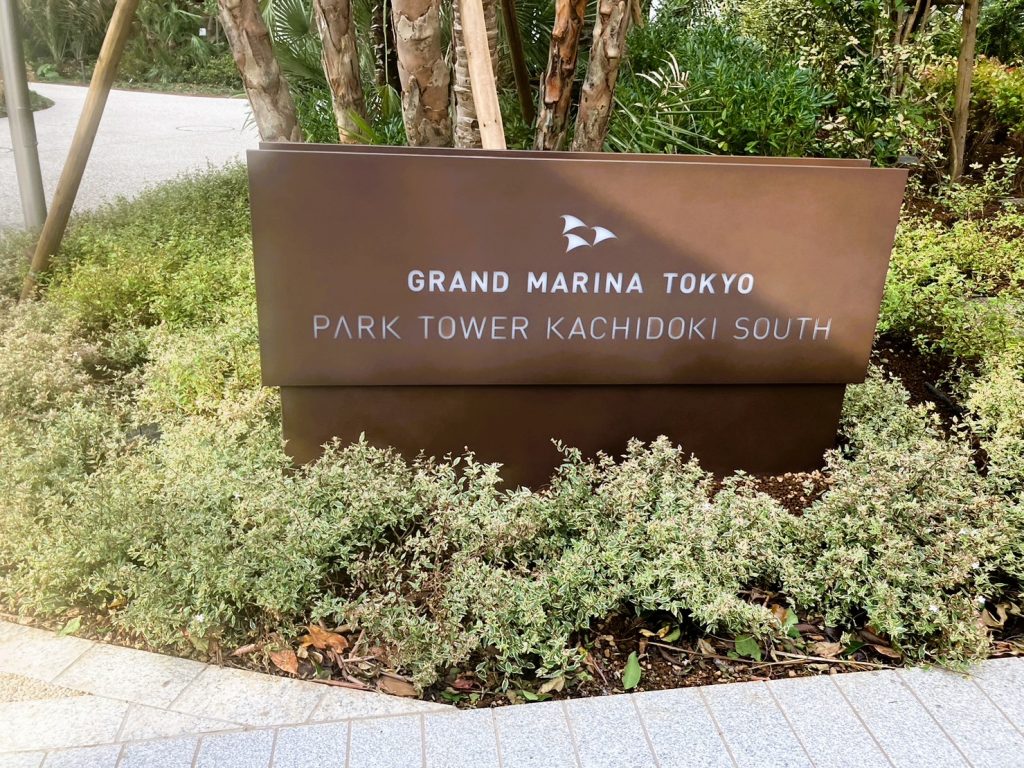 GRAND MARINA TOKYO
PARK TOWER KACHIDOKI SOUTH